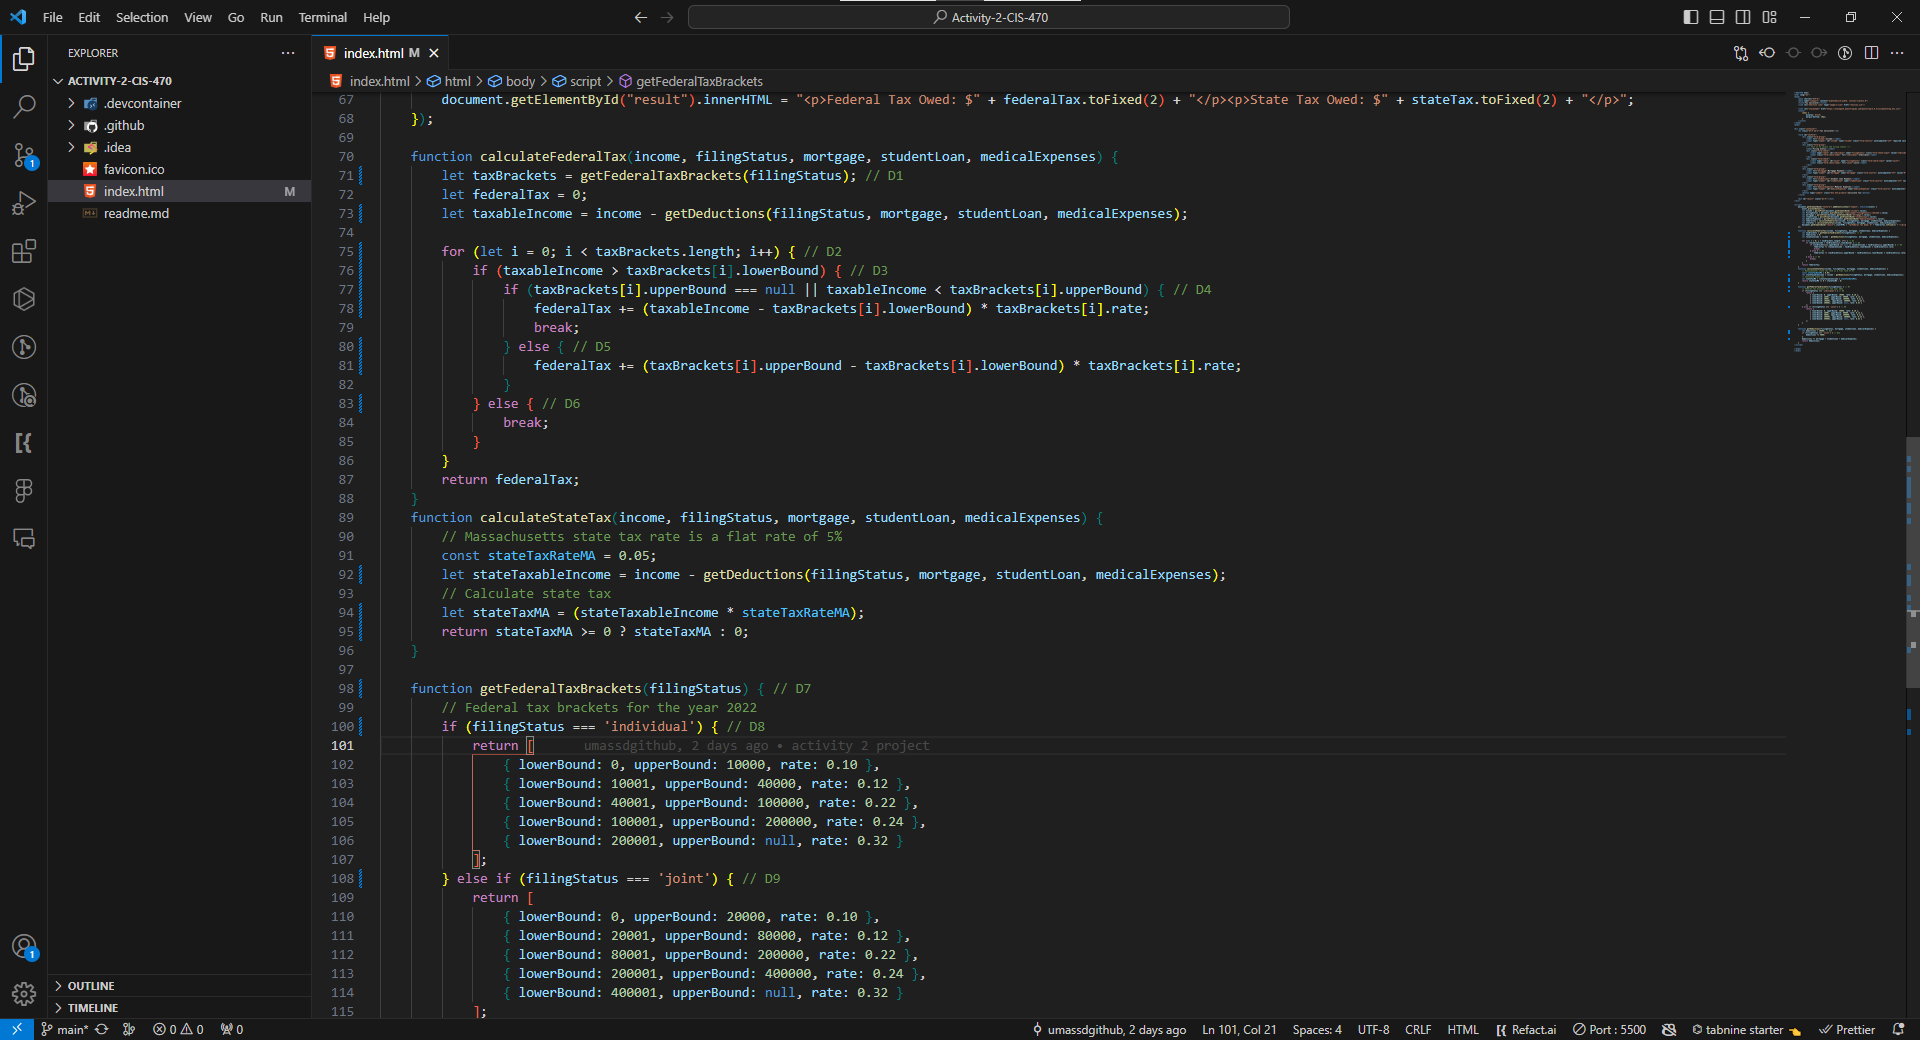 File Edit Selection View Go Run Terminal Help
Activity-2-CIS-470
EXPLORER
ACTIVITY-2-CIS-470
.devcontainer
.github
.idea
favicon.ico
index.html M
readme.md
OUTLINE
TIMELINE
index.html M
index.html > html > body > script > getFederalTaxBrackets
67 document.getElementById("result").innerHTML = "<p>Federal Tax Owed: $" + federalTax.toFixed(2) + "</p><p>State Tax Owed: $" + stateTax.toFixed(2) + "</p>";
68 });
69
70 function calculateFederalTax(income, filingStatus, mortgage, studentLoan, medicalExpenses) {
71 let taxBrackets = getFederalTaxBrackets(filingStatus); // D1
72 let federalTax = 0;
73 let taxableIncome = income - getDeductions(filingStatus, mortgage, studentLoan, medicalExpenses);
74
75 for (let i = 0; i < taxBrackets.length; i++) { // D2
76 if (taxableIncome > taxBrackets[i].lowerBound) { // D3
77 if (taxBrackets[i].upperBound === null || taxableIncome < taxBrackets[i].upperBound) { // D4
78 federalTax += (taxableIncome - taxBrackets[i].lowerBound) * taxBrackets[i].rate;
79 break;
80 } else { // D5
81 federalTax += (taxBrackets[i].upperBound - taxBrackets[i].lowerBound) * taxBrackets[i].rate;
82 }
83 } else { // D6
84 break;
85 }
86 }
87 return federalTax;
88 }
89 function calculateStateTax(income, filingStatus, mortgage, studentLoan, medicalExpenses) {
90 // Massachusetts state tax rate is a flat rate of 5%
91 const stateTaxRateMA = 0.05;
92 let stateTaxableIncome = income - getDeductions(filingStatus, mortgage, studentLoan, medicalExpenses);
93 // Calculate state tax
94 let stateTaxMA = (stateTaxableIncome * stateTaxRateMA);
95 return stateTaxMA >= 0 ? stateTaxMA : 0;
96 }
97
98 function getFederalTaxBrackets(filingStatus) { // D7
99 // Federal tax brackets for the year 2022
100 if (filingStatus === 'individual') { // D8
101 return [ umassdgithub, 2 days ago • activity 2 project
102 { lowerBound: 0, upperBound: 10000, rate: 0.10 },
103 { lowerBound: 10001, upperBound: 40000, rate: 0.12 },
104 { lowerBound: 40001, upperBound: 100000, rate: 0.22 },
105 { lowerBound: 100001, upperBound: 200000, rate: 0.24 },
106 { lowerBound: 200001, upperBound: null, rate: 0.32 }
107 ];
108 } else if (filingStatus === 'joint') { // D9
109 return [
110 { lowerBound: 0, upperBound: 20000, rate: 0.10 },
111 { lowerBound: 20001, upperBound: 80000, rate: 0.12 },
112 { lowerBound: 80001, upperBound: 200000, rate: 0.22 },
113 { lowerBound: 200001, upperBound: 400000, rate: 0.24 },
114 { lowerBound: 400001, upperBound: null, rate: 0.32 }
115 ];
main* 0 0 0 umassdgithub, 2 days ago Ln 101, Col 21 Spaces: 4 UTF-8 CRLF HTML Refact.ai Port : 5500 tabnine starter Prettier